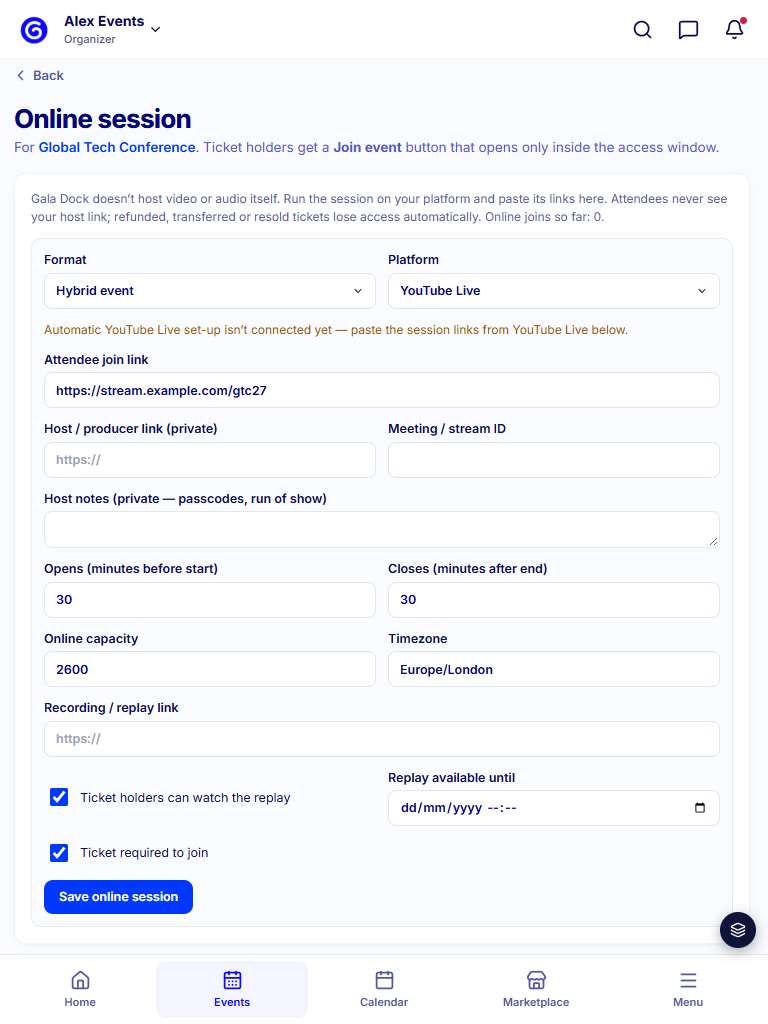 Alex Events
Organizer
Back
Online session
For Global Tech Conference. Ticket holders get a Join event button that opens only inside the access window.
Gala Dock doesn't host video or audio itself. Run the session on your platform and paste its links here. Attendees never see
your host link; refunded, transferred or resold tickets lose access automatically. Online joins so far: 0.
Format
Platform
Hybrid event
YouTube Live
Automatic YouTube Live set-up isn't connected yet — paste the session links from YouTube Live below.
Attendee join link
https://stream.example.com/gtc27
Host / producer link (private)
Meeting / stream ID
https://
Host notes (private — passcodes, run of show)
Opens (minutes before start)
Closes (minutes after end)
30
30
Online capacity
Timezone
2600
Europe/London
Recording / replay link
https://
Ticket holders can watch the replay
Replay available until
dd/mm/yyyy --:--
Ticket required to join
Save online session
Home
Events
Calendar
Marketplace
Menu